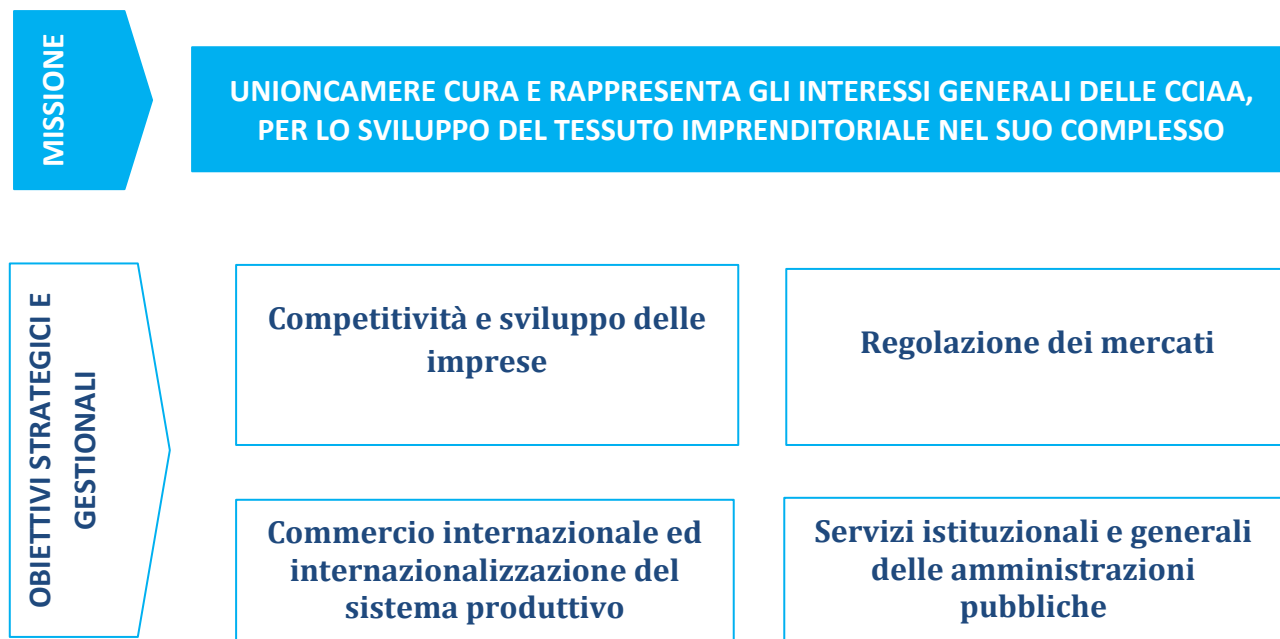 MISSIONE
UNIONCAMERE CURA E RAPPRESENTA GLI INTERESSI GENERALI DELLE CCIAA,
PER LO SVILUPPO DEL TESSUTO IMPRENDITORIALE NEL SUO COMPLESSO
OBIETTIVI STRATEGICI E
GESTIONALI
Competitività e sviluppo delle
imprese
Regolazione dei mercati
Commercio internazionale ed
internazionalizzazione del
sistema produttivo
Servizi istituzionali e generali
delle amministrazioni
pubbliche